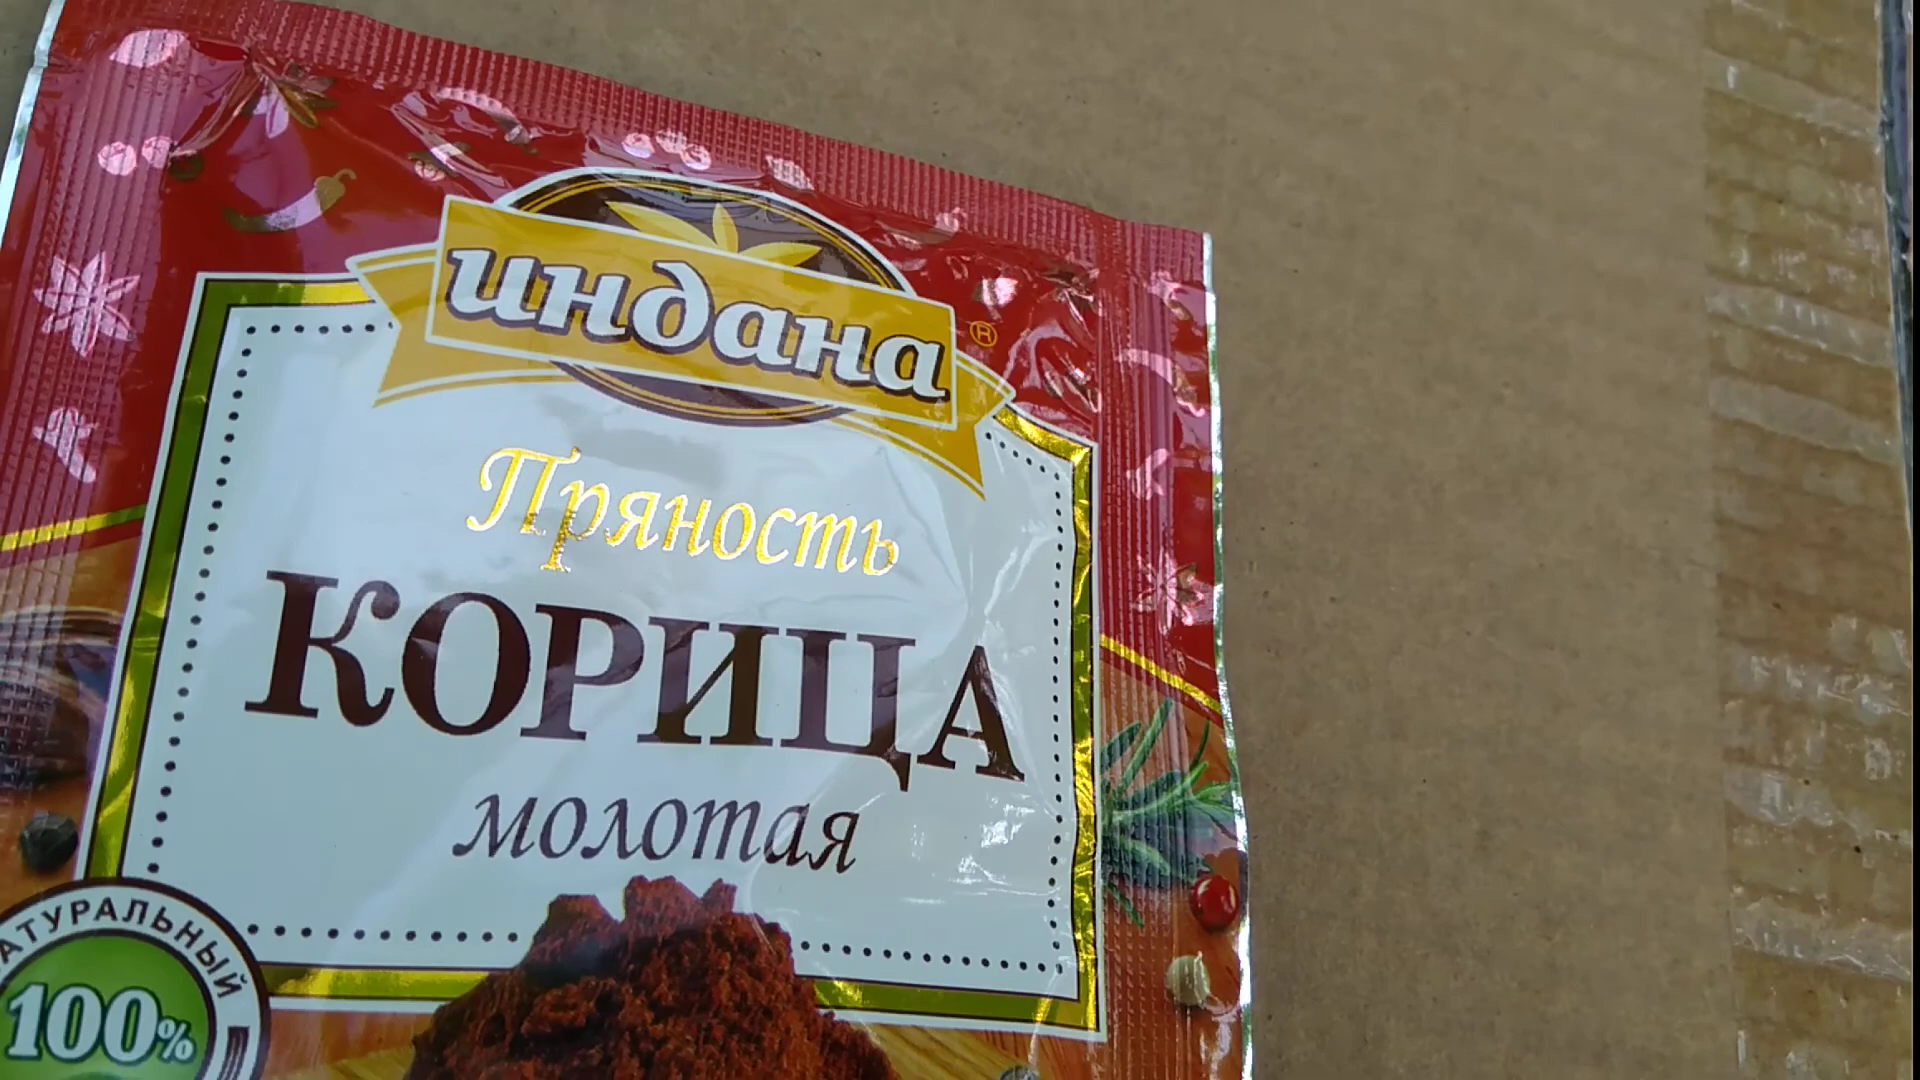 индана ®
Пряность
КОРИЦА
молотая
АТУРАЛЬНЫЙ
100%